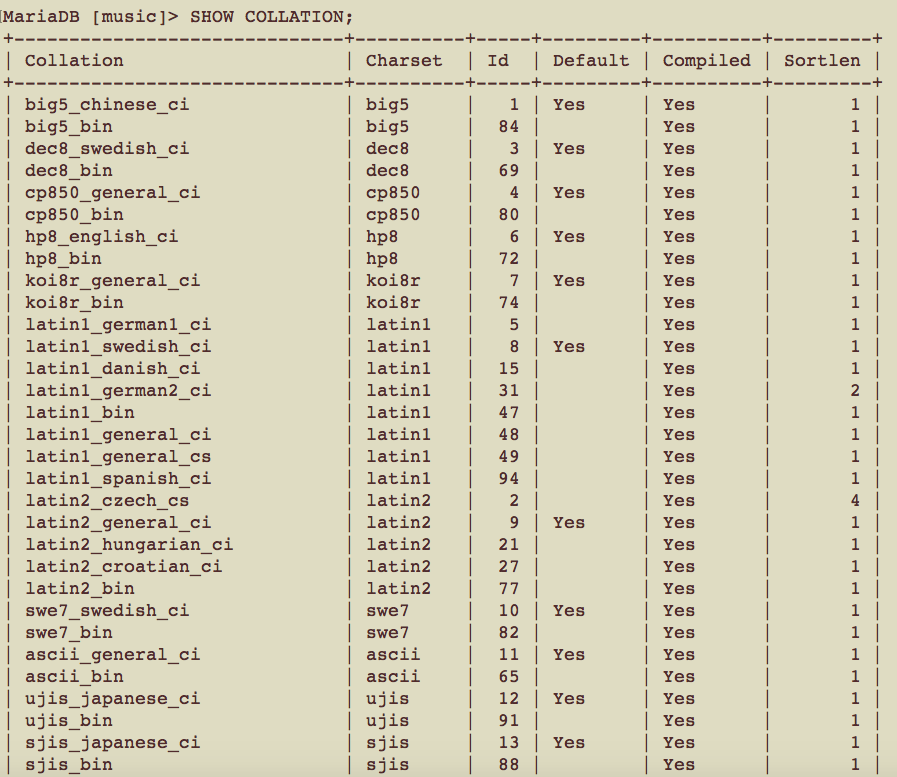 MariaDB [music]> SHOW COLLATION;
+------------------------------+----------+-----+---------+----------+---------+
| Collation                    | Charset  | Id  | Default | Compiled | Sortlen |
+------------------------------+----------+-----+---------+----------+---------+
| big5_chinese_ci              | big5     |   1 | Yes     | Yes      |       1 |
| big5_bin                     | big5     |  84 |         | Yes      |       1 |
| dec8_swedish_ci              | dec8     |   3 | Yes     | Yes      |       1 |
| dec8_bin                     | dec8     |  69 |         | Yes      |       1 |
| cp850_general_ci             | cp850    |   4 | Yes     | Yes      |       1 |
| cp850_bin                    | cp850    |  80 |         | Yes      |       1 |
| hp8_english_ci               | hp8      |   6 | Yes     | Yes      |       1 |
| hp8_bin                      | hp8      |  72 |         | Yes      |       1 |
| koi8r_general_ci             | koi8r    |   7 | Yes     | Yes      |       1 |
| koi8r_bin                    | koi8r    |  74 |         | Yes      |       1 |
| latin1_german1_ci            | latin1   |   5 |         | Yes      |       1 |
| latin1_swedish_ci            | latin1   |   8 | Yes     | Yes      |       1 |
| latin1_danish_ci             | latin1   |  15 |         | Yes      |       1 |
| latin1_german2_ci            | latin1   |  31 |         | Yes      |       2 |
| latin1_bin                   | latin1   |  47 |         | Yes      |       1 |
| latin1_general_ci            | latin1   |  48 |         | Yes      |       1 |
| latin1_general_cs            | latin1   |  49 |         | Yes      |       1 |
| latin1_spanish_ci            | latin1   |  94 |         | Yes      |       1 |
| latin2_czech_cs              | latin2   |   2 |         | Yes      |       4 |
| latin2_general_ci            | latin2   |   9 | Yes     | Yes      |       1 |
| latin2_hungarian_ci          | latin2   |  21 |         | Yes      |       1 |
| latin2_croatian_ci           | latin2   |  27 |         | Yes      |       1 |
| latin2_bin                   | latin2   |  77 |         | Yes      |       1 |
| swe7_swedish_ci              | swe7     |  10 | Yes     | Yes      |       1 |
| swe7_bin                     | swe7     |  82 |         | Yes      |       1 |
| ascii_general_ci             | ascii    |  11 | Yes     | Yes      |       1 |
| ascii_bin                    | ascii    |  65 |         | Yes      |       1 |
| ujis_japanese_ci             | ujis     |  12 | Yes     | Yes      |       1 |
| ujis_bin                     | ujis     |  91 |         | Yes      |       1 |
| sjis_japanese_ci             | sjis     |  13 | Yes     | Yes      |       1 |
| sjis_bin                     | sjis     |  88 |         | Yes      |       1 |